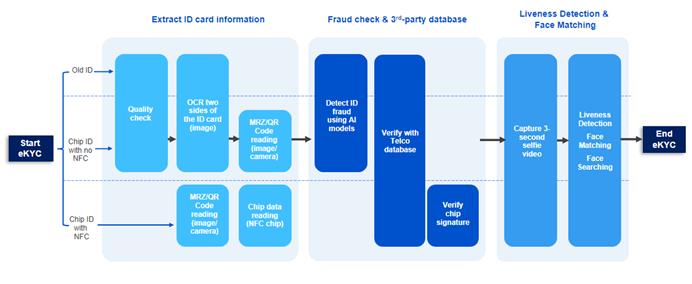 Extract ID card information
Fraud check & 3rd-party database
Liveness Detection &
Face Matching
Old ID
Start
eKYC
Chip ID
with no
NFC
Chip ID
with
NFC
Quality
check
OCR two
sides of
the ID card
(image)
MRZ/QR
Code
reading
(image/
camera)
MRZ/QR
Code
reading
(image/
camera)
Chip data
reading
(NFC chip)
Detect ID
fraud
using AI
models
Verify with
Telco
database
Verify
chip
signature
Capture 3-
second
selfie
video
Liveness
Detection
Face
Matching
Face
Searching
End
eKYC